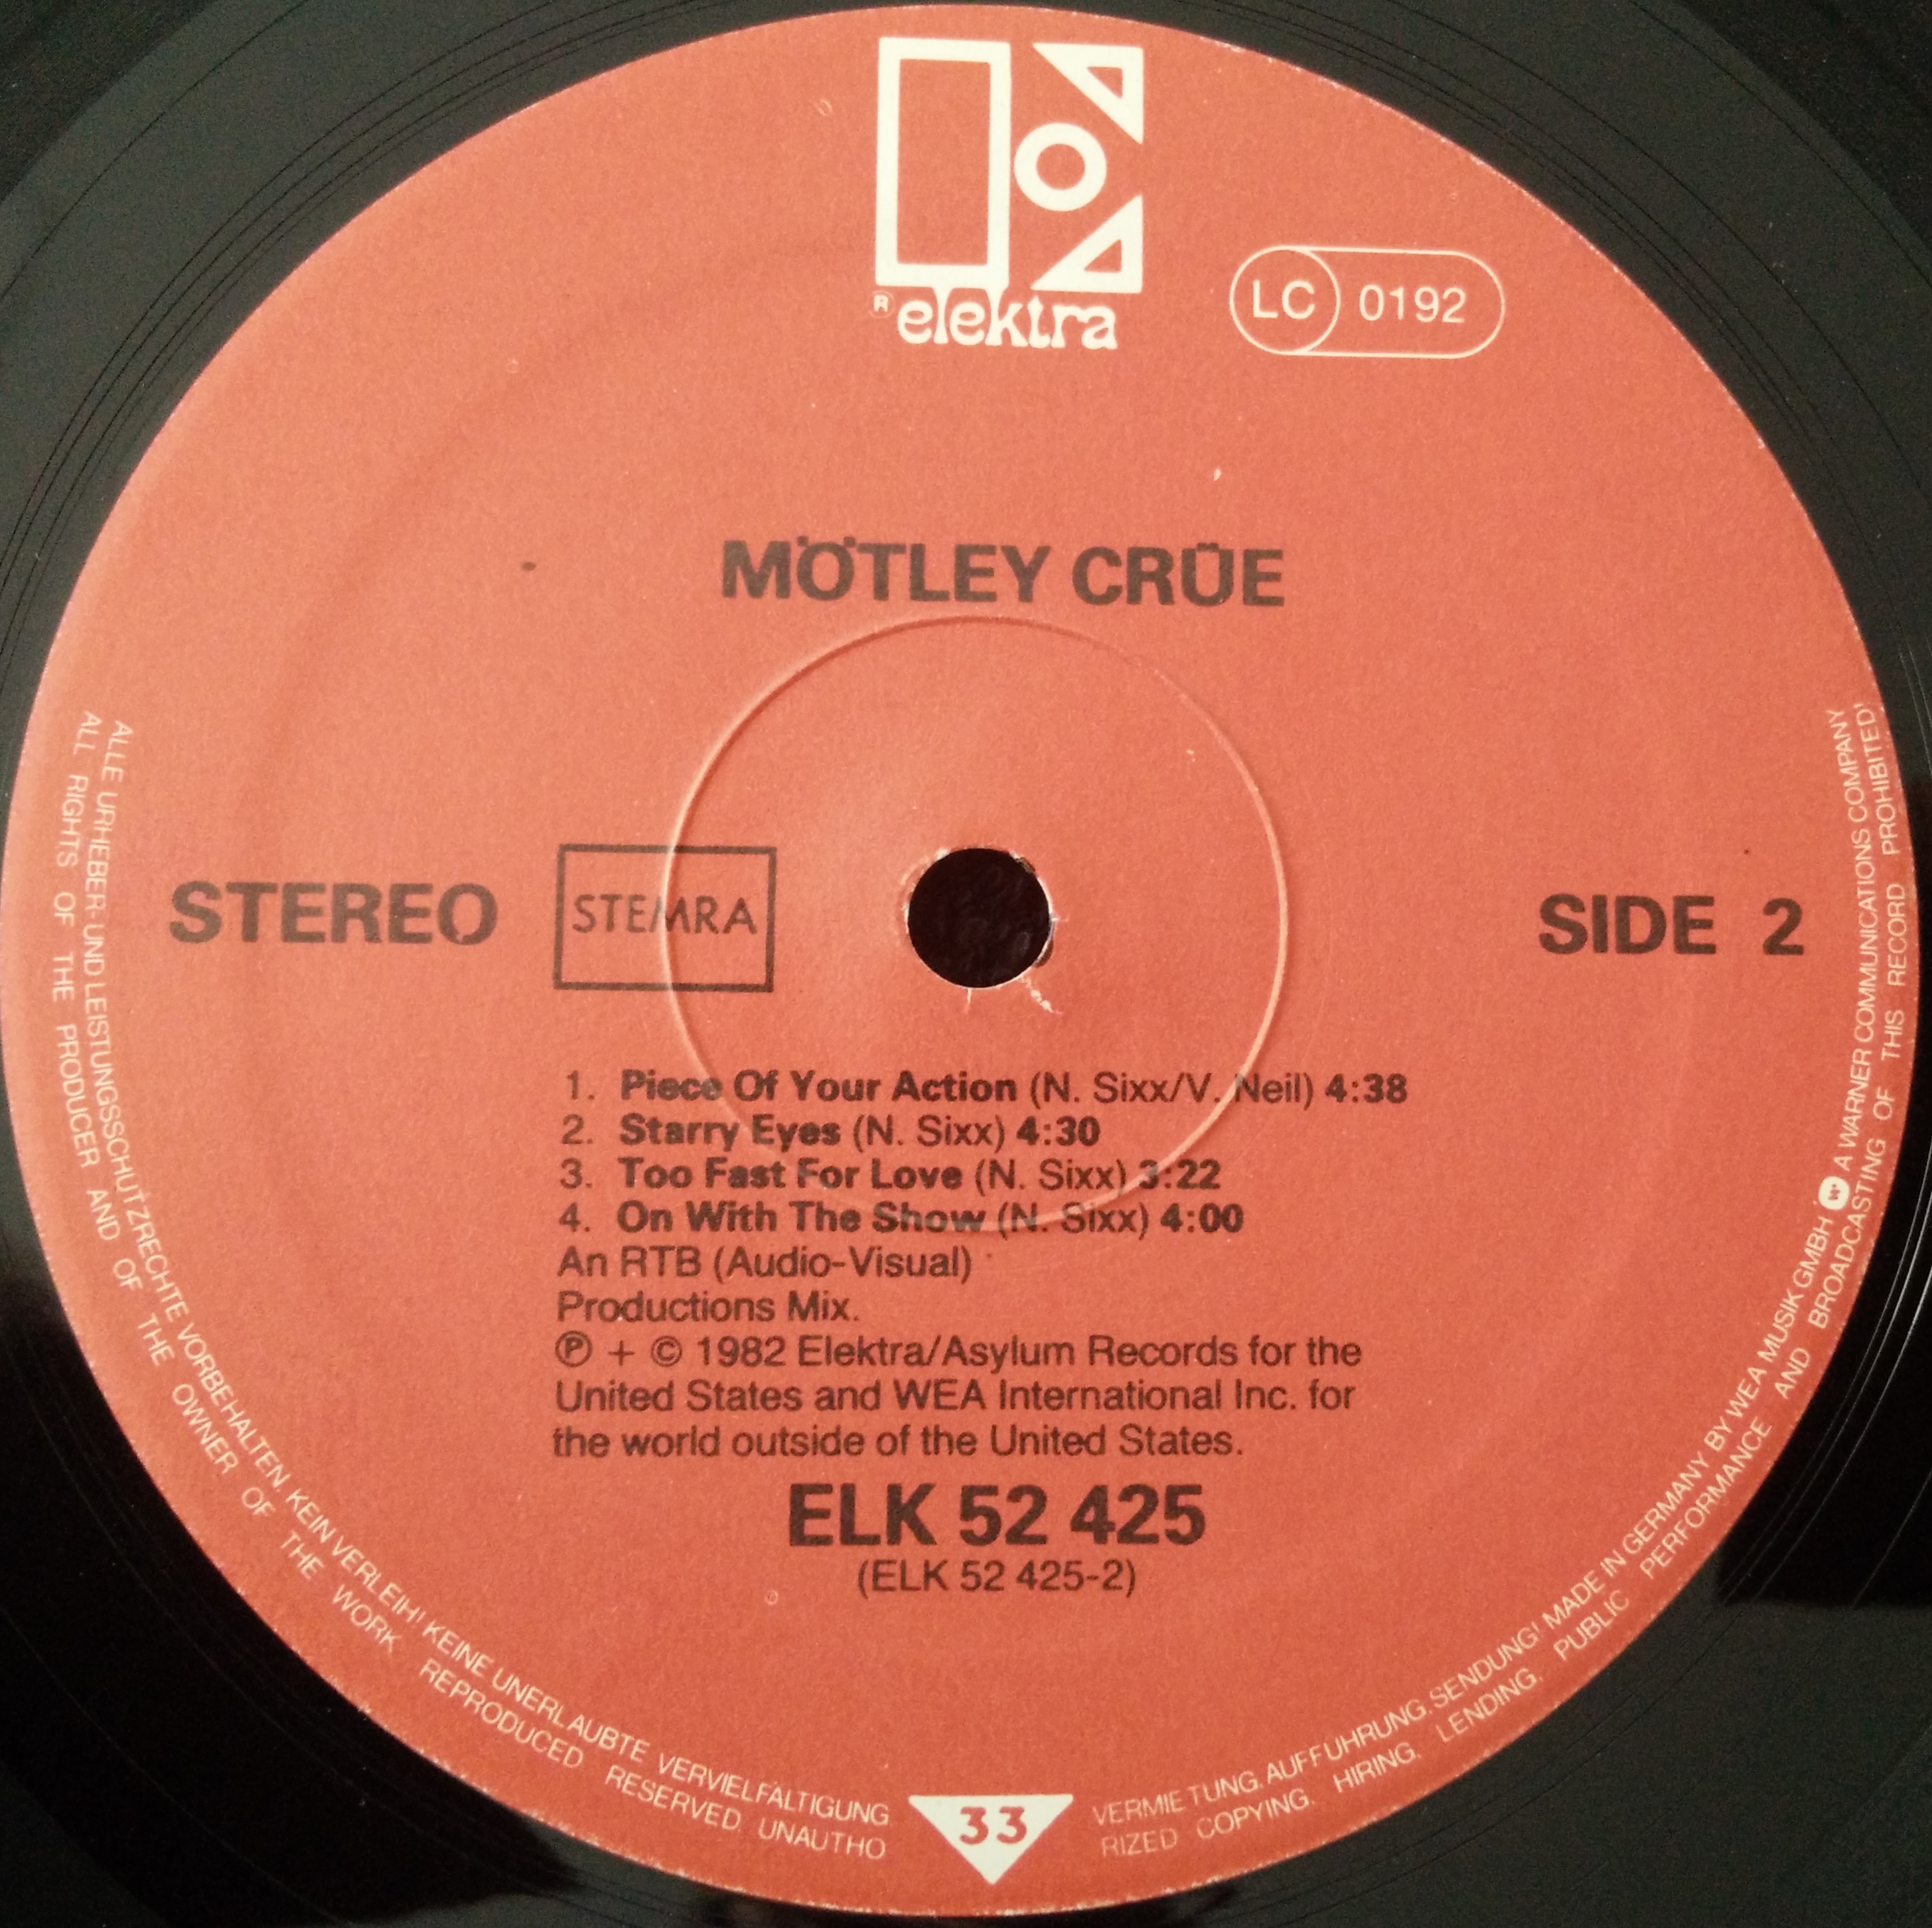 ® elektra
LC 0192
MÖTLEY CRÜE
STEREO
STEMRA
SIDE 2
1. Piece Of Your Action (N. Sixx/V. Neil) 4:38
2. Starry Eyes (N. Sixx) 4:30
3. Too Fast For Love (N. Sixx) 3:22
4. On With The Show (N. Sixx) 4:00
An RTB (Audio-Visual)
Productions Mix.
℗ + © 1982 Elektra/Asylum Records for the
United States and WEA International Inc. for
the world outside of the United States.
ELK 52 425
(ELK 52 425-2)
ALLE URHEBER- UND LEISTUNGSSCHUTZRECHTE VORBEHALTEN. KEIN VERLEIH! KEINE UNERLAUBTE VERVIELFÄLTIGUNG
VERMIETUNG. AUFFUHRUNG. SENDUNG! MADE IN GERMANY BY WEA MUSIK GMBH A WARNER COMMUNICATIONS COMPANY
ALL RIGHTS OF THE PRODUCER AND OF THE OWNER OF THE WORK REPRODUCED RESERVED. UNAUTHO
RIZED COPYING. HIRING. LENDING. PUBLIC PERFORMANCE AND BROADCASTING OF THIS RECORD PROHIBITED!
33